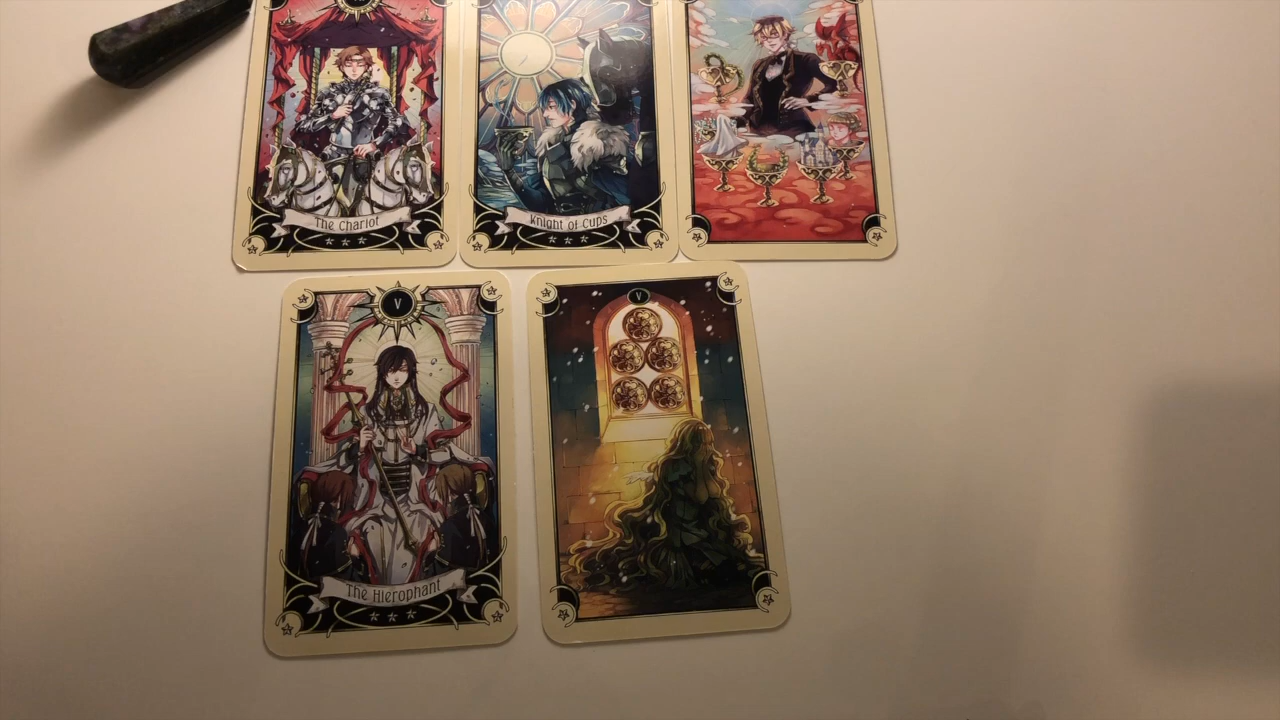 The Chariot
Knight of Cups
V
V
The Hierophant